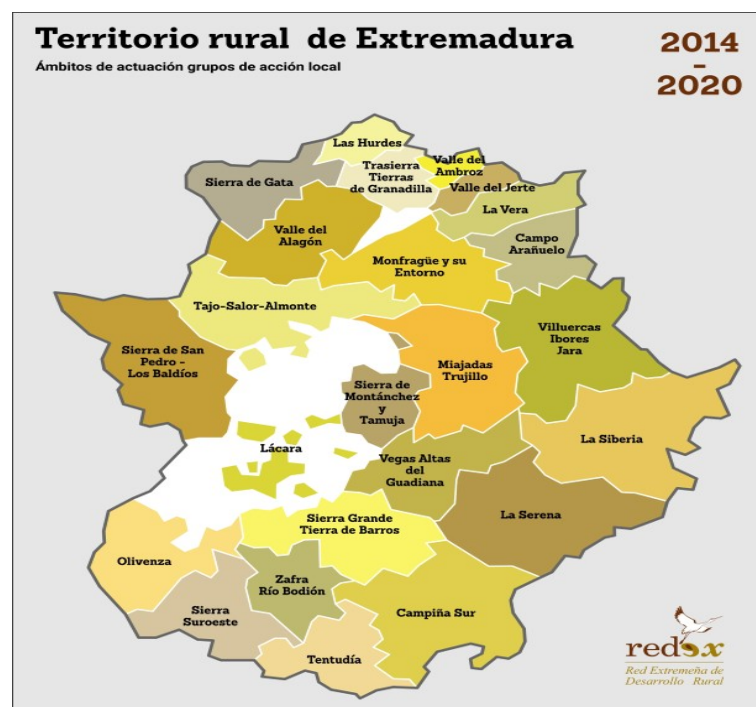 Territorio rural de Extremadura
Ámbitos de actuación grupos de acción local
2014
–
2020
Las Hurdes
Trasierra
Tierras
de Granadilla
Valle del
Ambroz
Sierra de Gata
Valle del Jerte
La Vera
Valle del
Alagón
Campo
Arañuelo
Monfragüe y su
Entorno
Tajo-Salor-Almonte
Villuercas
Ibores
Jara
Sierra de San
Pedro -
Los Baldíos
Miajadas
Trujillo
Sierra de
Montánchez
y
Tamuja
La Siberia
Lácara
Vegas Altas
del
Guadiana
La Serena
Sierra Grande
Tierra de Barros
Olivenza
Zafra
Río Bodión
Sierra
Suroeste
Campiña Sur
Tentudía
redex
Red Extremeña de
Desarrollo Rural